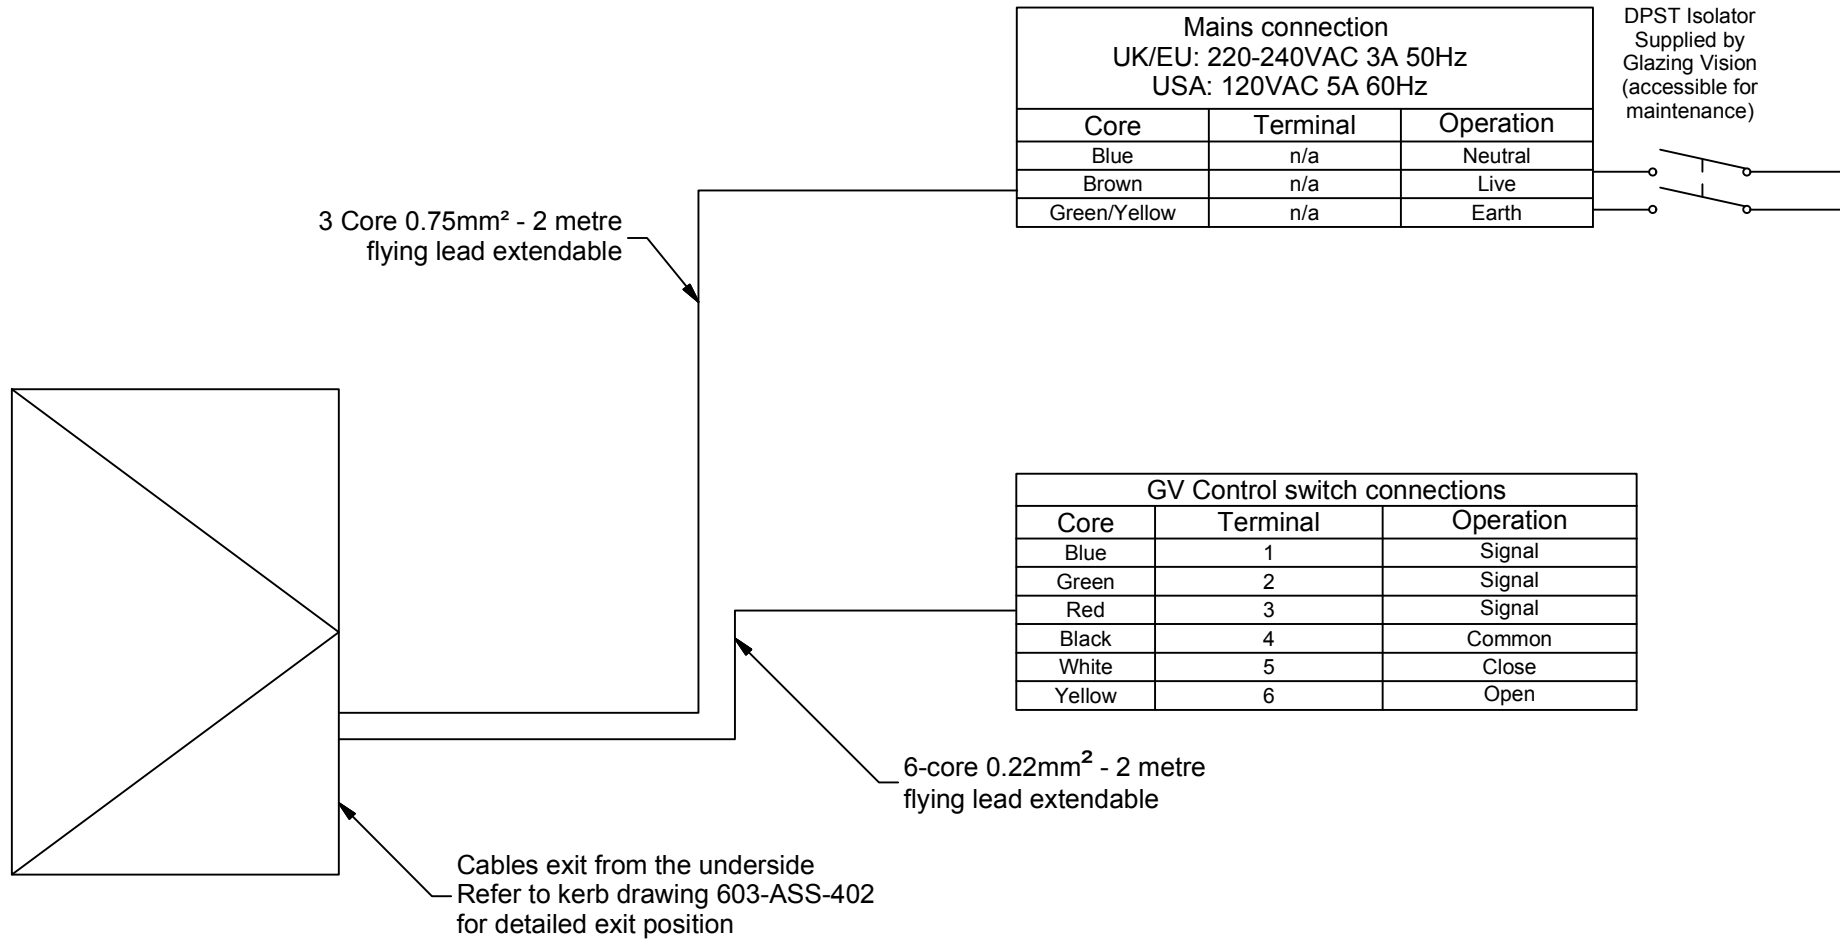 Mains connection
UK/EU: 220-240VAC 3A 50Hz
USA: 120VAC 5A 60Hz
Core Terminal Operation
Blue n/a Neutral
Brown n/a Live
Green/Yellow n/a Earth
DPST Isolator
Supplied by
Glazing Vision
(accessible for
maintenance)
3 Core 0.75mm² - 2 metre
flying lead extendable
GV Control switch connections
Core Terminal Operation
Blue 1 Signal
Green 2 Signal
Red 3 Signal
Black 4 Common
White 5 Close
Yellow 6 Open
6-core 0.22mm² - 2 metre
flying lead extendable
Cables exit from the underside
Refer to kerb drawing 603-ASS-402
for detailed exit position